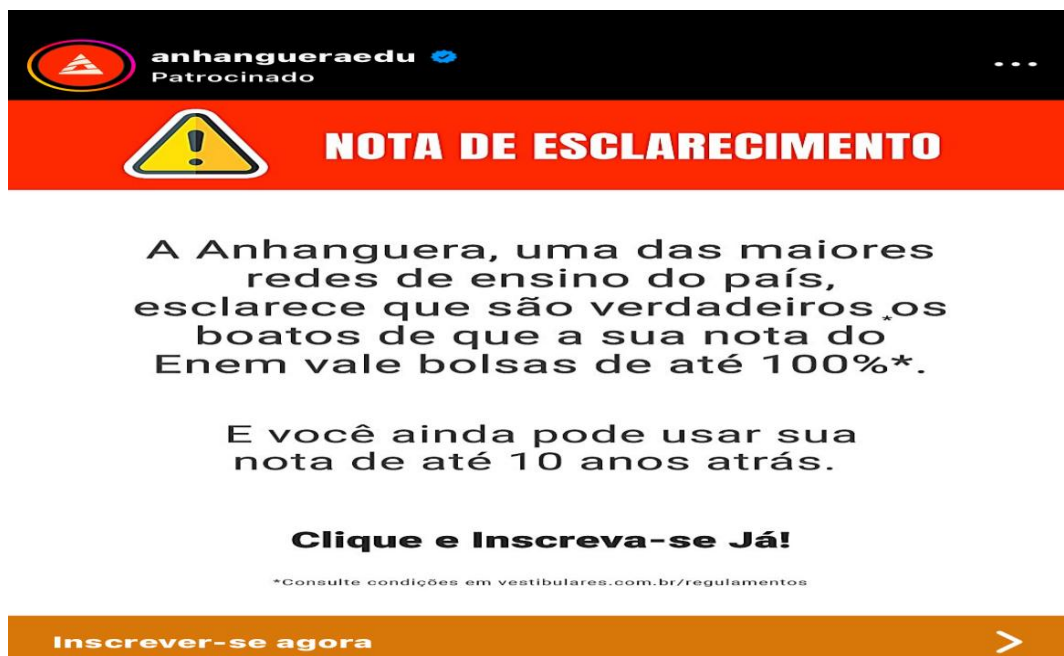 anhangueraedu
Patrocinado
NOTA DE ESCLARECIMENTO
A Anhanguera, uma das maiores
redes de ensino do país,
esclarece que são verdadeiros os
boatos de que a sua nota do
Enem vale bolsas de até 100%*.
E você ainda pode usar sua
nota de até 10 anos atrás.
Clique e Inscreva-se Já!
*Consulte condições em vestibulares.com.br/regulamentos
Inscrever-se agora